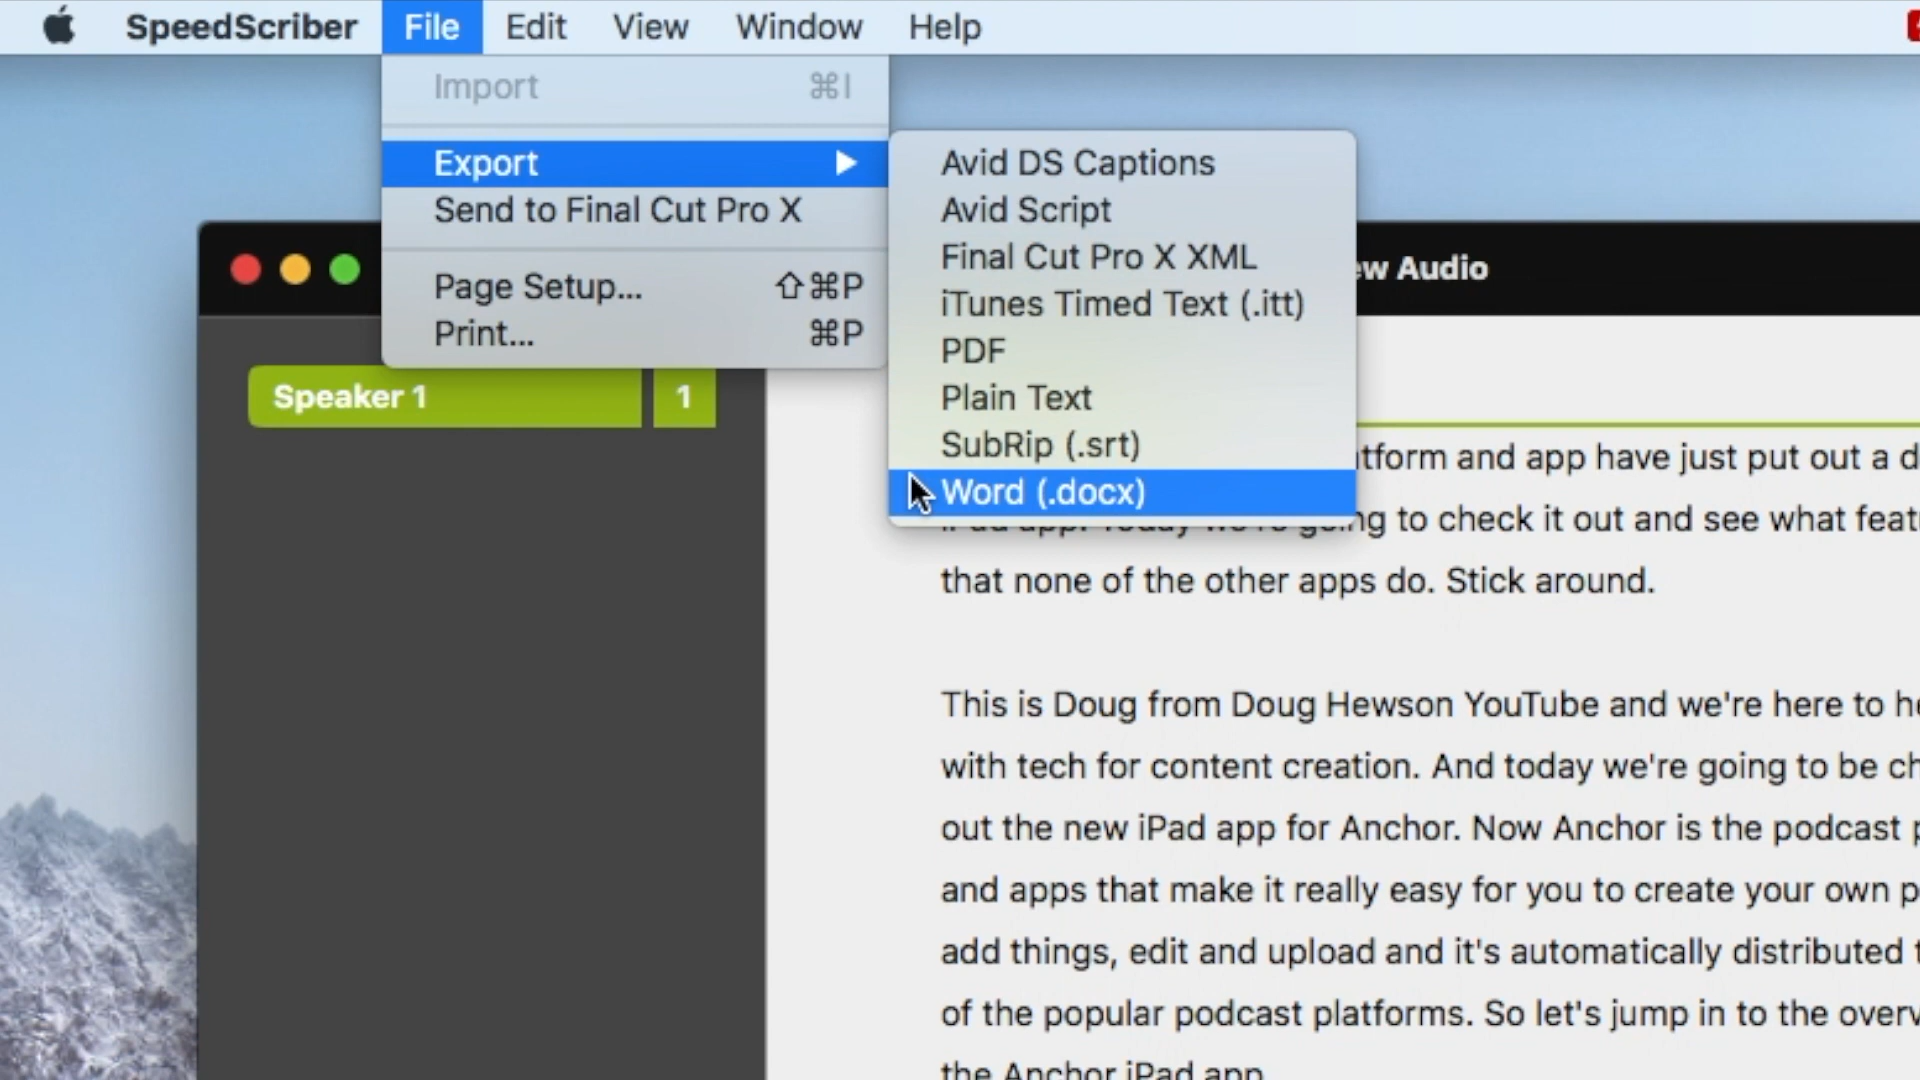 SpeedScriber File Edit View Window Help
Import ⌘I
Export ▶
Send to Final Cut Pro X
Page Setup... ⇧⌘P
Print... ⌘P
Avid DS Captions
Avid Script
Final Cut Pro X XML
iTunes Timed Text (.itt)
PDF
Plain Text
SubRip (.srt)
Word (.docx)
Audio
Speaker 1 1
and app have just put out a
to check it out and see what
that none of the other apps do. Stick around.
This is Doug from Doug Hewson YouTube and we're here to
with tech for content creation. And today we're going to be
out the new iPad app for Anchor. Now Anchor is the podcast
and apps that make it really easy for you to create your own
add things, edit and upload and it's automatically distributed
of the popular podcast platforms. So let's jump in to the
the Anchor iPad app